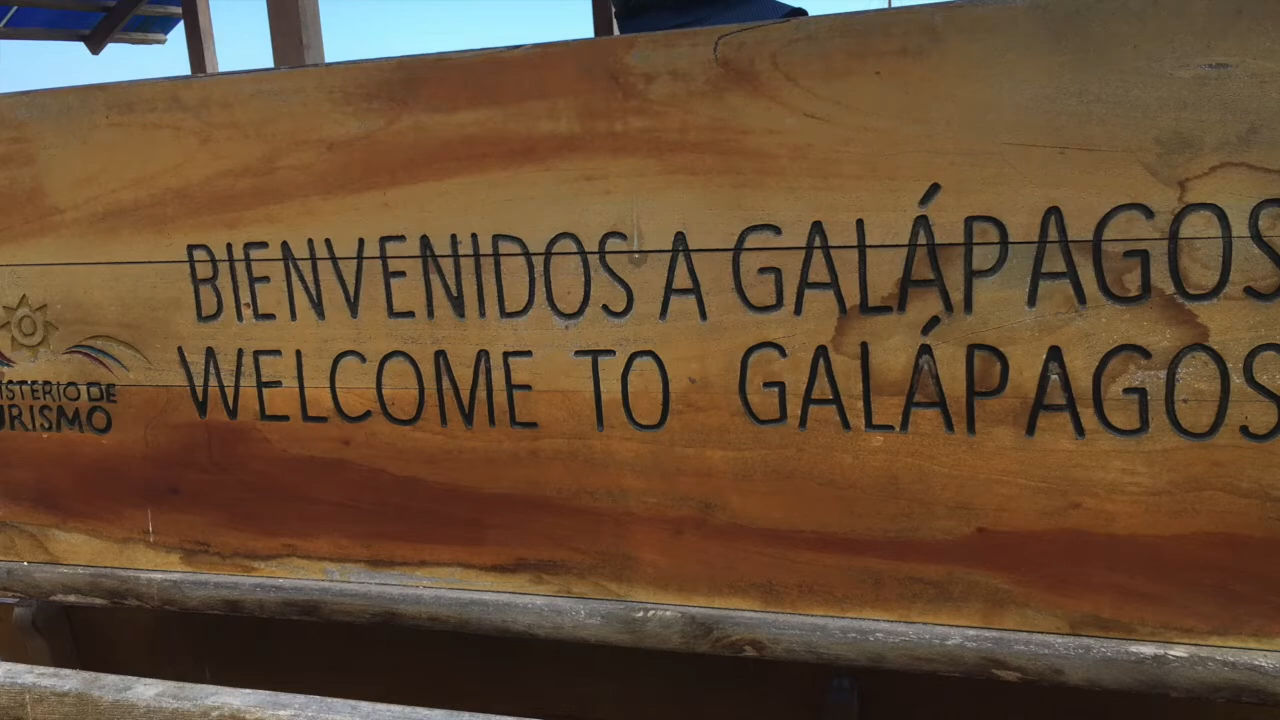 BIENVENIDOS A GALÁPAGOS
WELCOME TO GALÁPAGOS
ISTERIO DE
URISMO